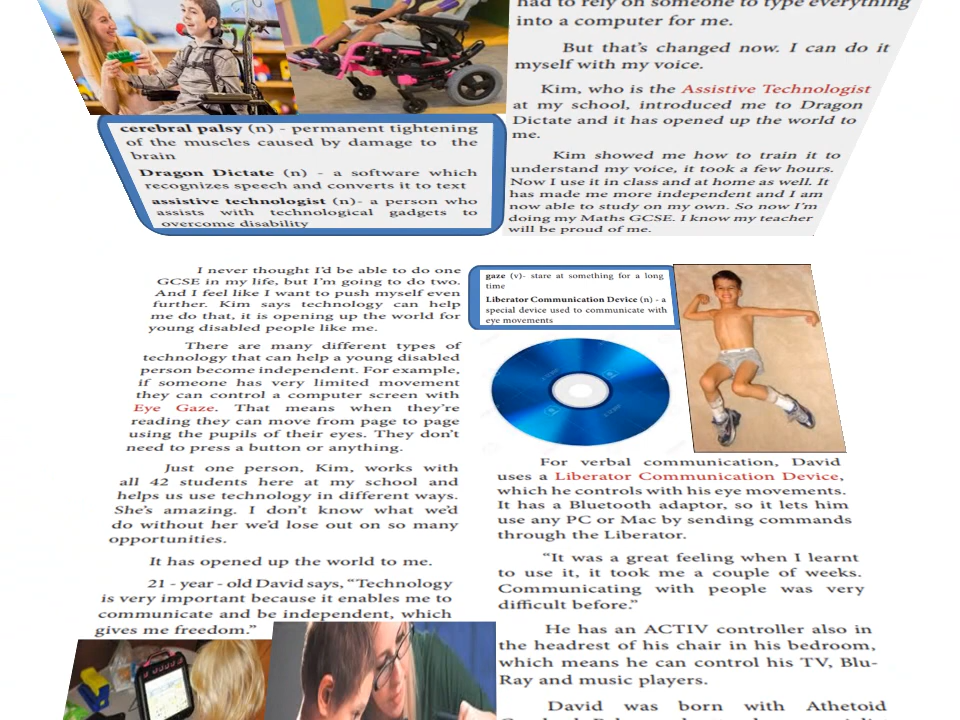 had to rely on someone to type everything
into a computer for me.
But that's changed now. I can do it
myself with my voice.
Kim, who is the Assistive Technologist
at my school, introduced me to Dragon
Dictate and it has opened up the world to
me.
Kim showed me how to train it to
understand my voice, it took a few hours.
Now I use it in class and at home as well. It
has made me more independent and I am
now able to study on my own. So now I'm
doing my Maths GCSE. I know my teacher
will be proud of me.
cerebral palsy (n) - permanent tightening
of the muscles caused by damage to the
brain
Dragon Dictate (n) - a software which
recognizes speech and converts it to text
assistive technologist (n)- a person who
assists with technological gadgets to
overcome disability
I never thought I'd be able to do one
GCSE in my life, but I'm going to do two.
And I feel like I want to push myself even
further. Kim says technology can help
me do that, it is opening up the world for
young disabled people like me.
There are many different types of
technology that can help a young disabled
person become independent. For example,
if someone has very limited movement
they can control a computer screen with
Eye Gaze. That means when they're
reading they can move from page to page
using the pupils of their eyes. They don't
need to press a button or anything.
Just one person, Kim, works with
all 42 students here at my school and
helps us use technology in different ways.
She's amazing. I don't know what we'd
do without her we'd lose out on so many
opportunities.
It has opened up the world to me.
21 - year - old David says, "Technology
is very important because it enables me to
communicate and be independent, which
gives me freedom."
gaze (v)- stare at something for a long
time
Liberator Communication Device (n) - a
special device used to communicate with
eye movements
For verbal communication, David
uses a Liberator Communication Device,
which he controls with his eye movements.
It has a Bluetooth adaptor, so it lets him
use any PC or Mac by sending commands
through the Liberator.
"It was a great feeling when I learnt
to use it, it took me a couple of weeks.
Communicating with people was very
difficult before."
He has an ACTIV controller also in
the headrest of his chair in his bedroom,
which means he can control his TV, Blu-
Ray and music players.
David was born with Athetoid